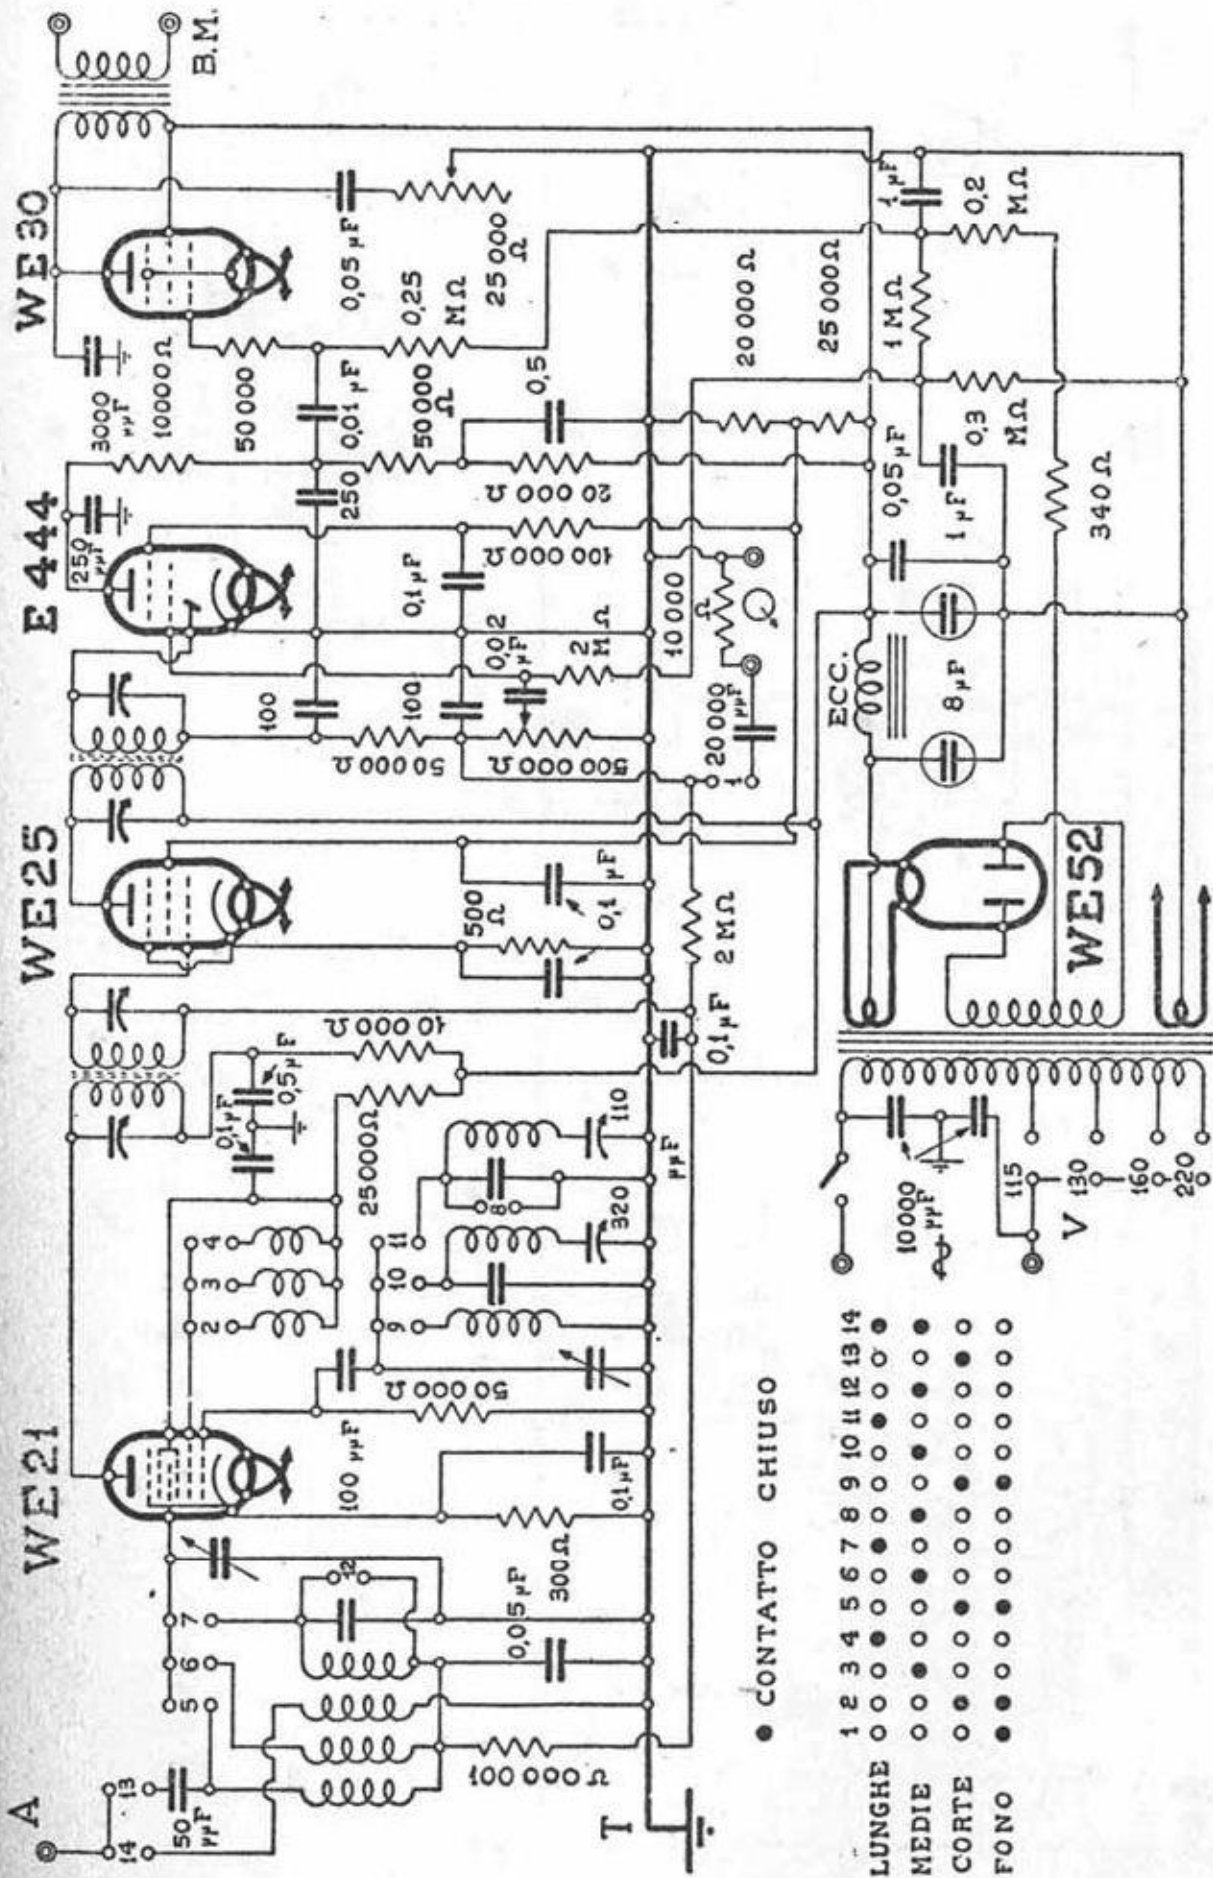 WE21
WE25
E444
WE30
A
B.M.
14
13
50 µµF
5
6
7
12
100 000 Ω
0,05 µF
300 Ω
0,1 µF
100 µµF
50 000 Ω
2
3
4
9
10
11
8
320
110
µµF
25000 Ω
0,1 µF
0,5 µF
10 000 Ω
0,1 µF
2 MΩ
500 Ω
0,1 µF
100
50 000 Ω
100
500 000 Ω
0,02 µF
2 MΩ
0,1 µF
100 000 Ω
250 µµF
3000 µµF
10000 Ω
250
0,01 µF
50 000
50 000 Ω
20 000 Ω
0,5
0,25 MΩ
0,05 µF
25 000 Ω
1
20 000 µµF
10 000 Ω
20 000 Ω
25 000 Ω
T
● CONTATTO CHIUSO
1 2 3 4 5 6 7 8 9 10 11 12 13 14
LUNGHE
MEDIE
CORTE
FONO
10000 µµF
V
115
130
160
220
WE52
ECC.
8 µF
0,05 µF
1 µF
0,3 MΩ
1 MΩ
1 µF
0,2 MΩ
340 Ω